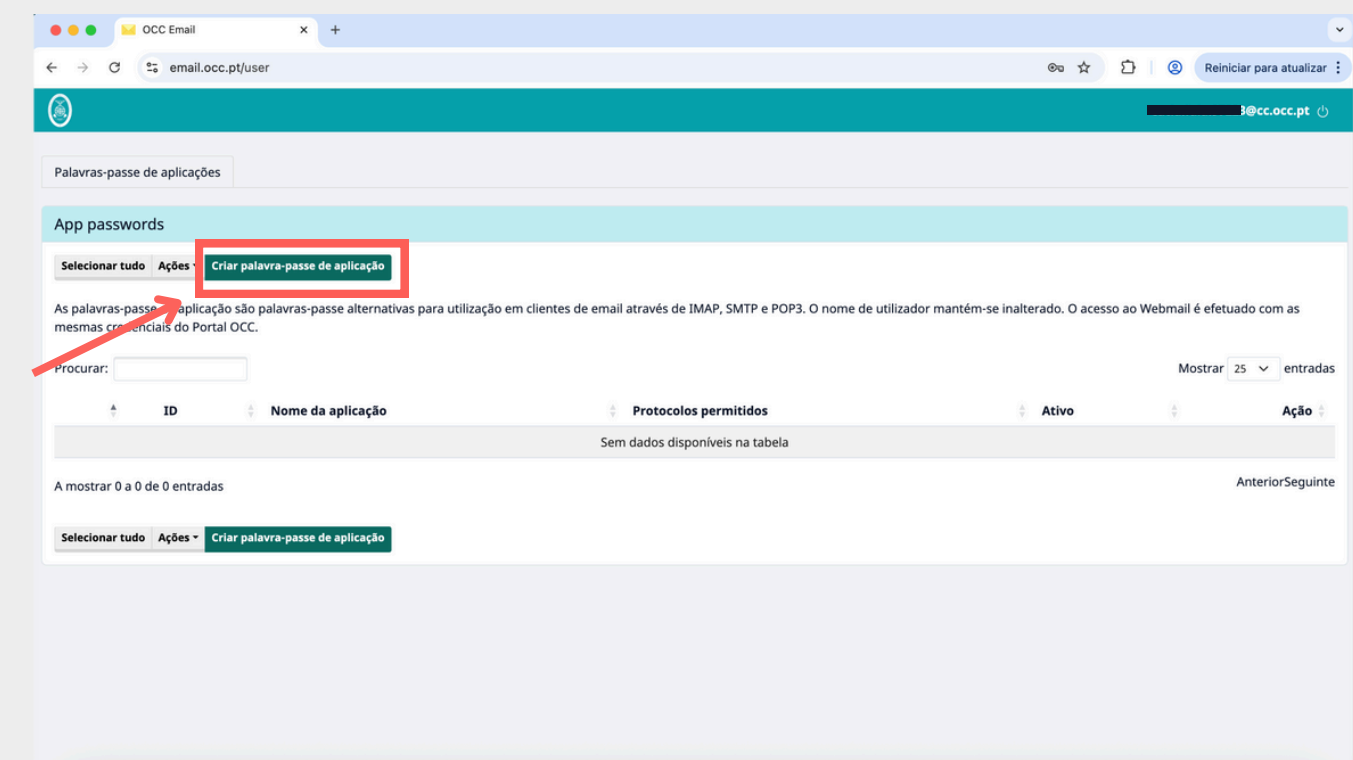 OCC Email
email.occ.pt/user
Reiniciar para atualizar
@cc.occ.pt
Palavras-passe de aplicações
App passwords
Selecionar tudo Ações Criar palavra-passe de aplicação
As palavras-passe aplicação são palavras-passe alternativas para utilização em clientes de email através de IMAP, SMTP e POP3. O nome de utilizador mantém-se inalterado. O acesso ao Webmail é efetuado com as
mesmas credenciais do Portal OCC.
Procurar:
Mostrar 25 entradas
ID Nome da aplicação Protocolos permitidos Ativo Ação
Sem dados disponíveis na tabela
A mostrar 0 a 0 de 0 entradas
AnteriorSeguinte
Selecionar tudo Ações Criar palavra-passe de aplicação